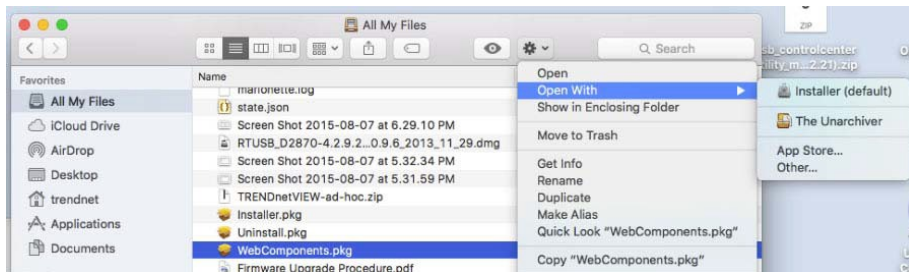 All My Files
Search
Favorites
All My Files
iCloud Drive
AirDrop
Desktop
trendnet
Applications
Documents
Name
marionette.log
state.json
Screen Shot 2015-08-07 at 6.29.10 PM
RTUSB_D2870-4.2.9.2...0.9.6_2013_11_29.dmg
Screen Shot 2015-08-07 at 5.32.34 PM
Screen Shot 2015-08-07 at 5.31.59 PM
TRENDnetVIEW-ad-hoc.zip
Installer.pkg
Uninstall.pkg
WebComponents.pkg
Firmware Upgrade Procedure.pdf
Open
Open With
Show in Enclosing Folder
Move to Trash
Get Info
Rename
Duplicate
Make Alias
Quick Look "WebComponents.pkg"
Copy "WebComponents.pkg"
ZIP
sb_controlcenter
ility_m...2.21).zip
Installer (default)
The Unarchiver
App Store...
Other...